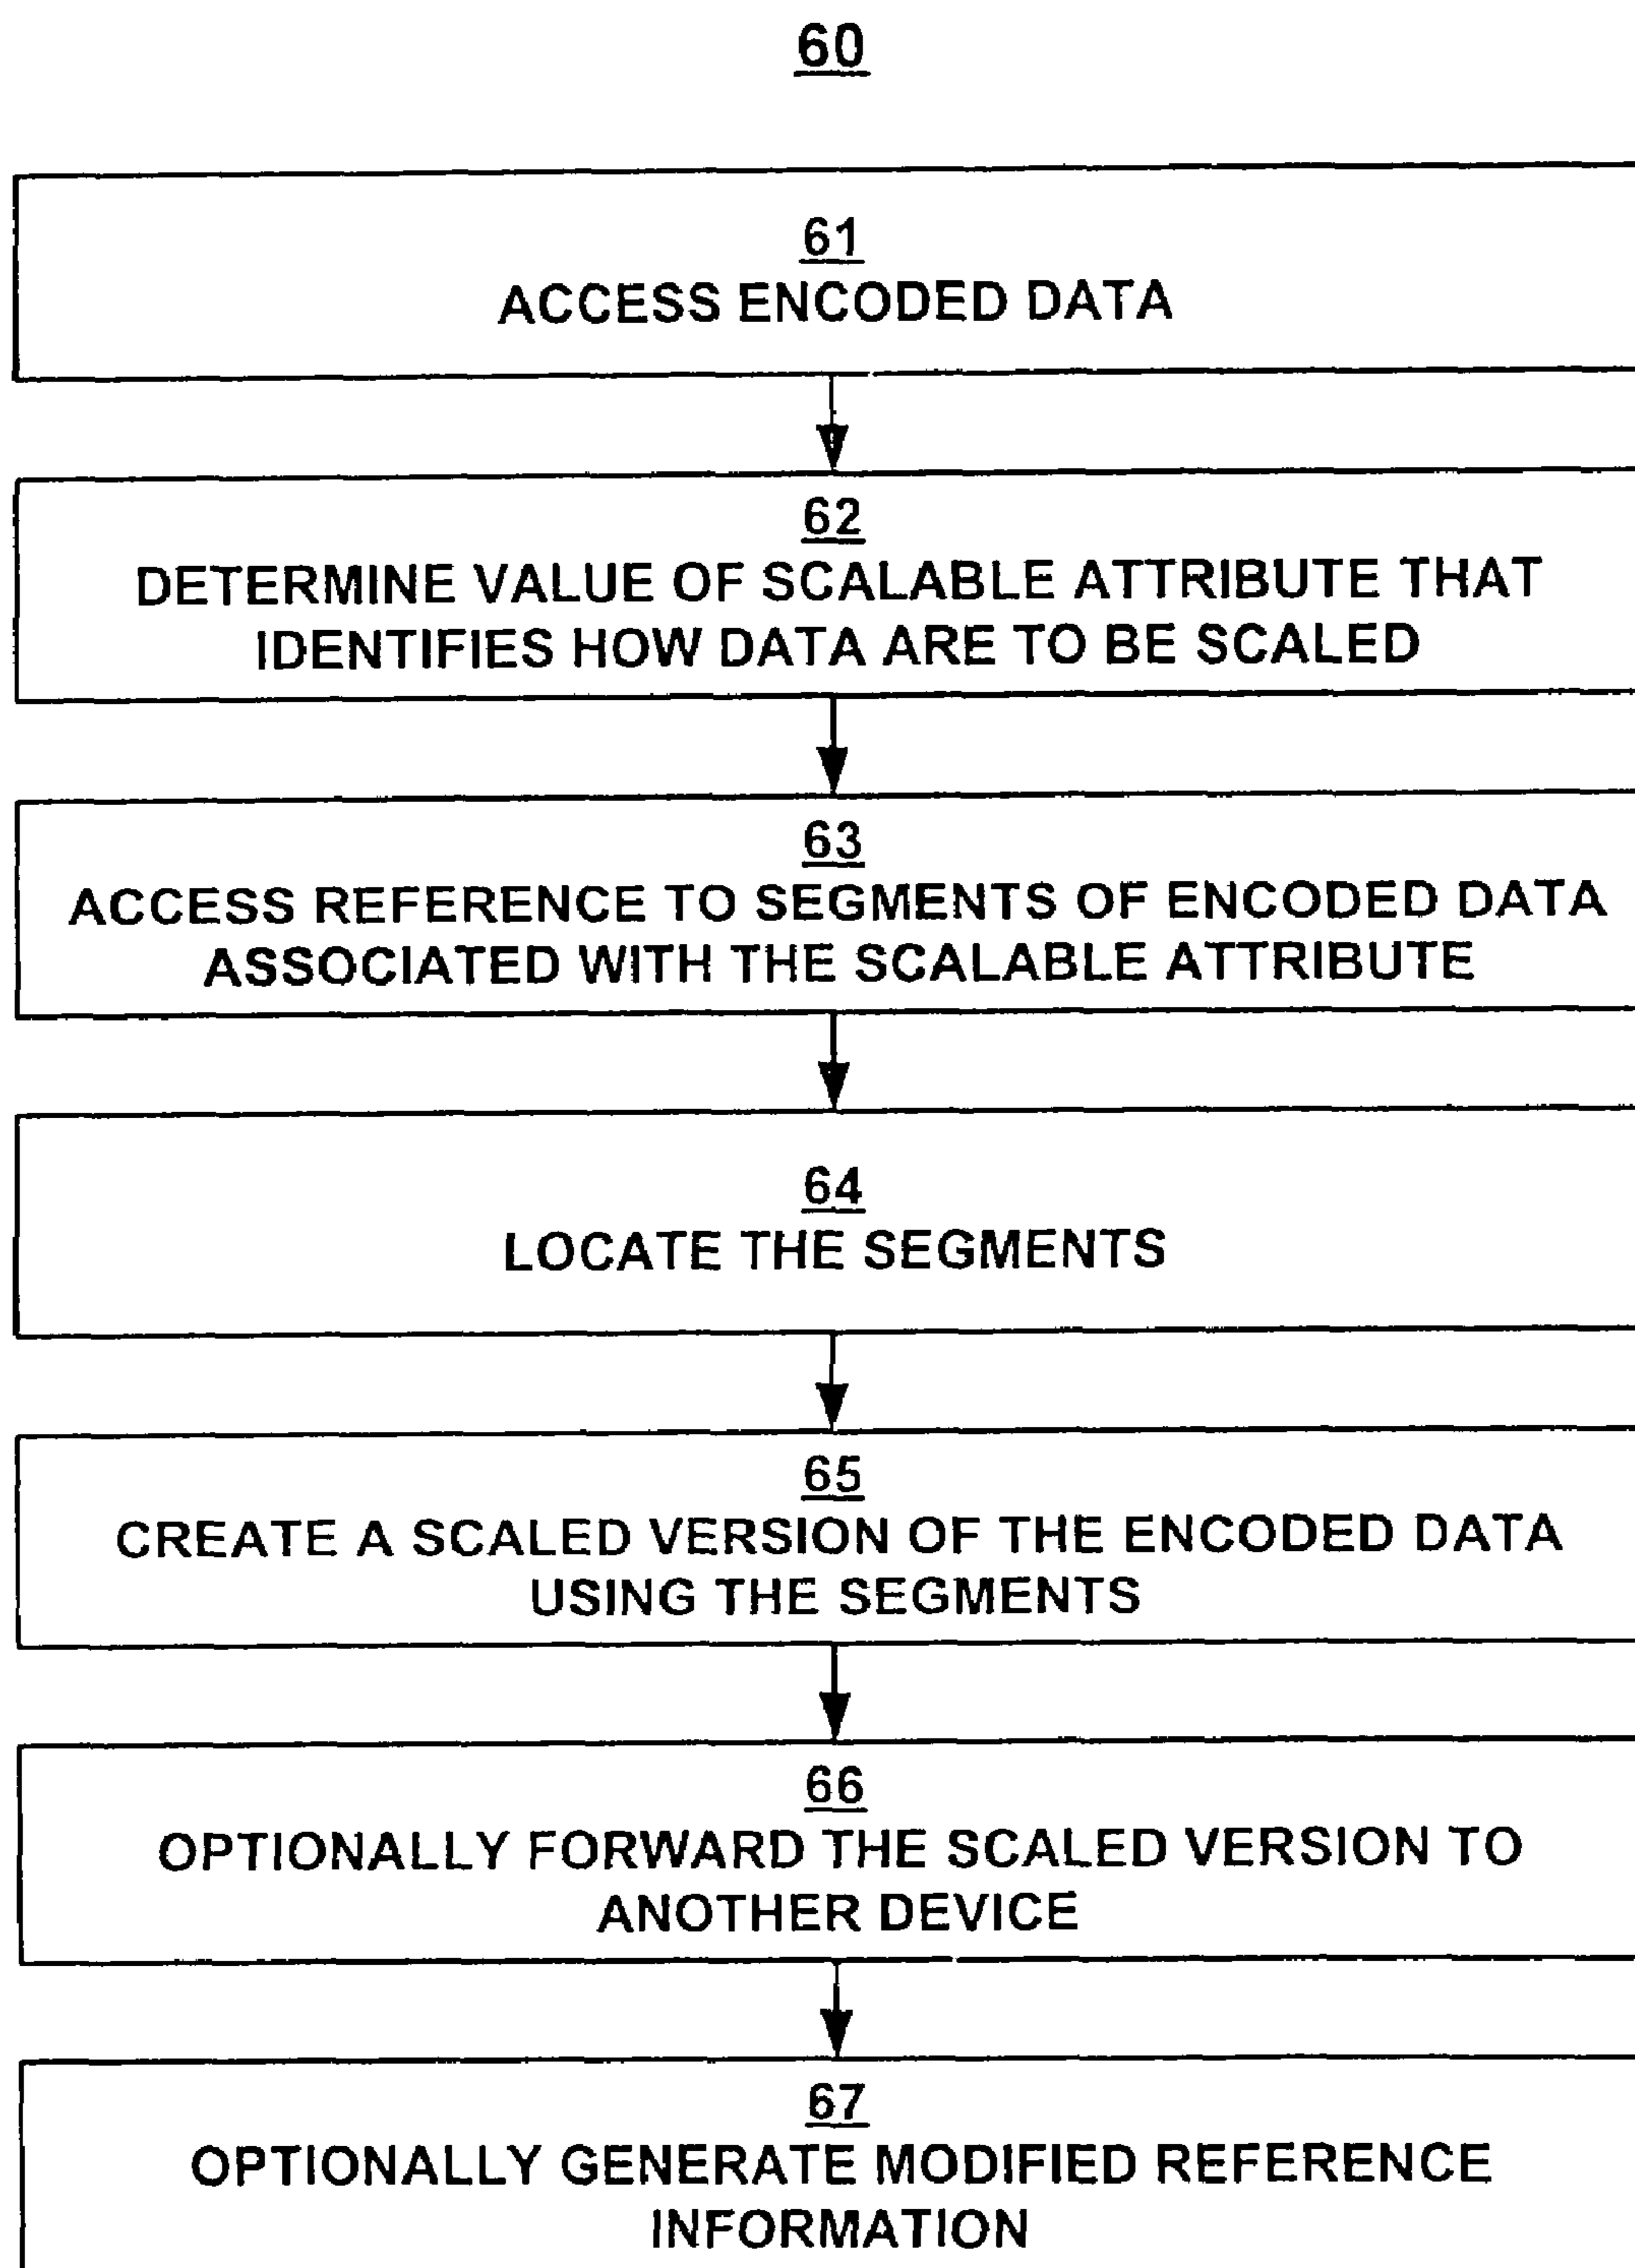 60
61
ACCESS ENCODED DATA
62
DETERMINE VALUE OF SCALABLE ATTRIBUTE THAT
IDENTIFIES HOW DATA ARE TO BE SCALED
63
ACCESS REFERENCE TO SEGMENTS OF ENCODED DATA
ASSOCIATED WITH THE SCALABLE ATTRIBUTE
64
LOCATE THE SEGMENTS
65
CREATE A SCALED VERSION OF THE ENCODED DATA
USING THE SEGMENTS
66
OPTIONALLY FORWARD THE SCALED VERSION TO
ANOTHER DEVICE
67
OPTIONALLY GENERATE MODIFIED REFERENCE
INFORMATION